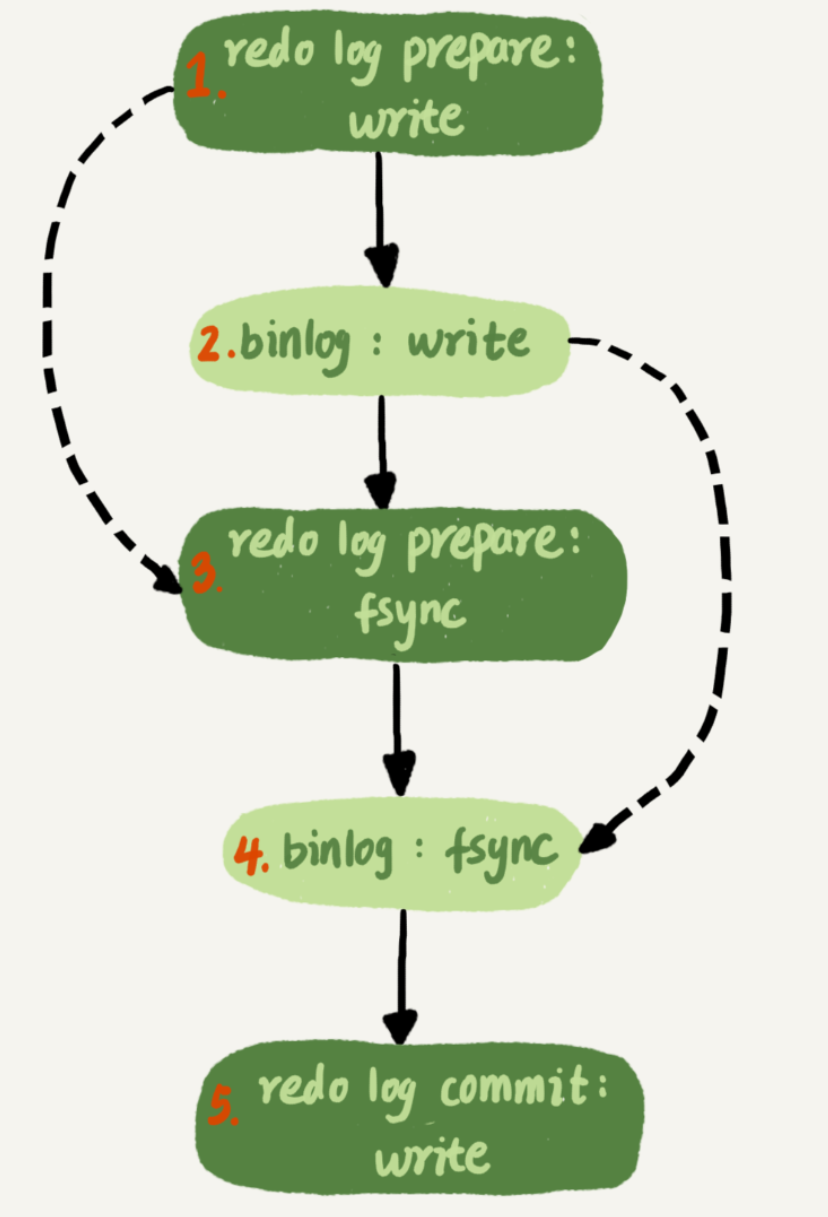 1. redo log prepare:
write
2. binlog : write
3. redo log prepare:
fsync
4. binlog : fsync
5. redo log commit:
write